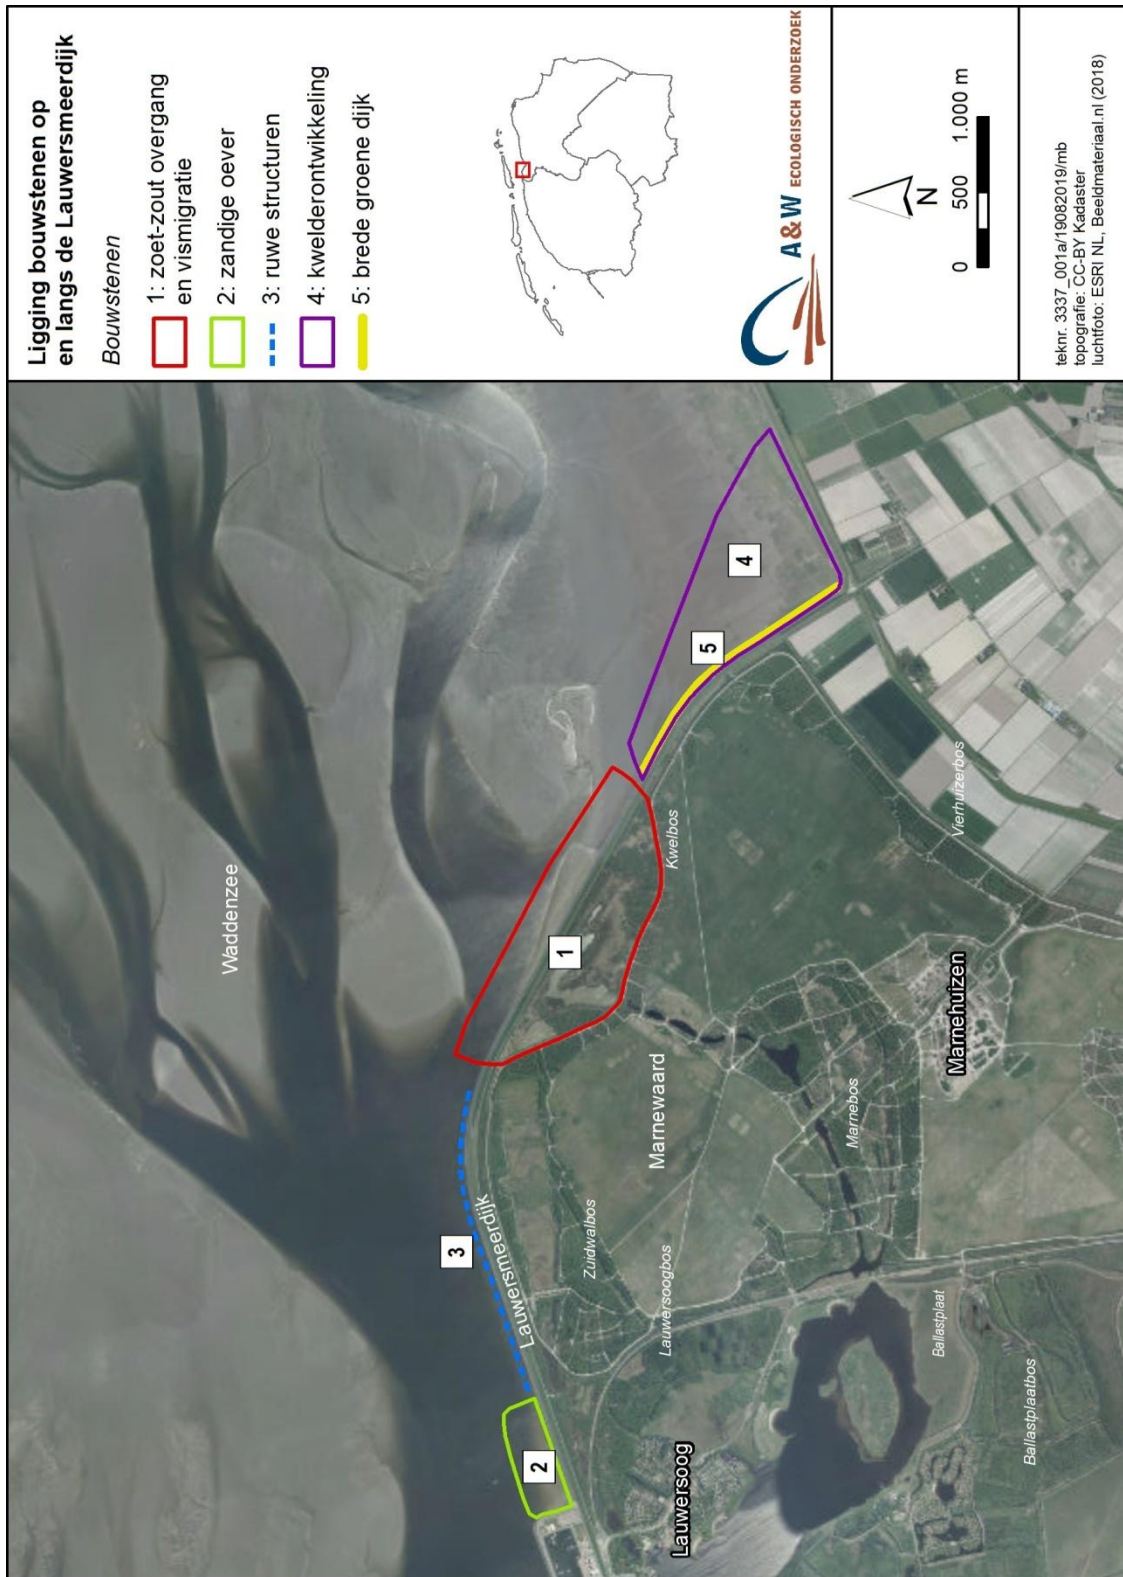 Ligging bouwstenen op
en langs de Lauwersmeerdijk
Bouwstenen
1: zoet-zout overgang
en vismigratie
2: zandige oever
3: ruwe structuren
4: kwelderontwikkeling
5: brede groene dijk
A&W ECOLOGISCH ONDERZOEK
N
0 500 1.000 m
teknr. 3337_001a/19082019/mb
topografie: CC-BY Kadaster
luchtfoto: ESRI NL, Beeldmateriaal.nl (2018)
Waddenzee
3
Lauwersmeerdijk
2
1
5
4
Zuidwalbos
Kwelbos
Lauwersoogbos
Marnewaard
Lauwersoog
Marnebos
Vierhuizerbos
Ballastplaat
Marnehuizen
Ballastplaatbos